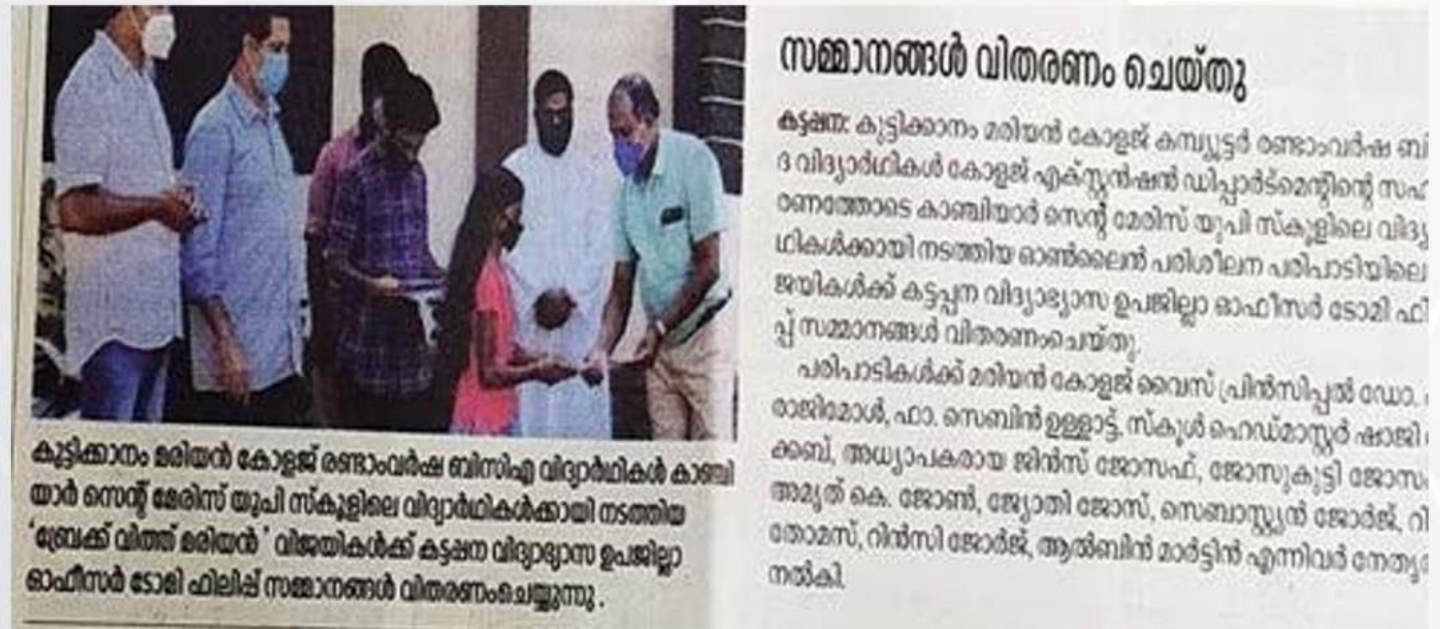 കുട്ടിക്കാനം മരിയൻ കോളജ് രണ്ടാംവർഷ ബിസിഎ വിദ്യാർഥികൾ കാഞ്ചി
യാർ സെന്റ് മേരിസ് യുപി സ്കൂളിലെ വിദ്യാർഥികൾക്കായി നടത്തിയ
‘ബ്രേക്ക് വിത്ത് മരിയൻ’ വിജയികൾക്ക് കട്ടപ്പന വിദ്യാഭ്യാസ ഉപജില്ലാ
ഓഫീസർ ടോമി ഫിലിപ്പ് സമ്മാനങ്ങൾ വിതരണംചെയ്യുന്നു.
സമ്മാനങ്ങൾ വിതരണം ചെയ്തു
കട്ടപ്പന: കുട്ടിക്കാനം മരിയൻ കോളജ് കമ്പ്യൂട്ടർ രണ്ടാംവർഷ ബി
ദ വിദ്യാർഥികൾ കോളജ് എക്സ്റ്റൻഷൻ ഡിപ്പാർട്മെന്റിന്റെ സഹ
രണത്തോടെ കാഞ്ചിയാർ സെന്റ് മേരിസ് യുപി സ്കൂളിലെ വിദ്യ
ഥികൾക്കായി നടത്തിയ ഓൺലൈൻ പരിശീലന പരിപാടിയിലെ
ജയികൾക്ക് കട്ടപ്പന വിദ്യാഭ്യാസ ഉപജില്ലാ ഓഫീസർ ടോമി ഫി
പ്പ് സമ്മാനങ്ങൾ വിതരണംചെയ്തു.
പരിപാടികൾക്ക് മരിയൻ കോളജ് വൈസ് പ്രിൻസിപ്പൽ ഡോ.
രാജിമോൾ, ഫാ. സെബിൻ ഉള്ളാട്ട്, സ്കൂൾ ഹെഡ്മാസ്റ്റർ ഷാജി
ക്കബ്, അധ്യാപകരായ ജിൻസ് ജോസഫ്, ജോസുകുട്ടി ജോസ
അമൃത് കെ. ജോൺ, ജ്യോതി ജോസ്, സെബാസ്റ്റ്യൻ ജോർജ്, റി
തോമസ്, റിൻസി ജോർജ്, ആൽബിൻ മാർട്ടിൻ എന്നിവർ നേതൃ
നൽകി.